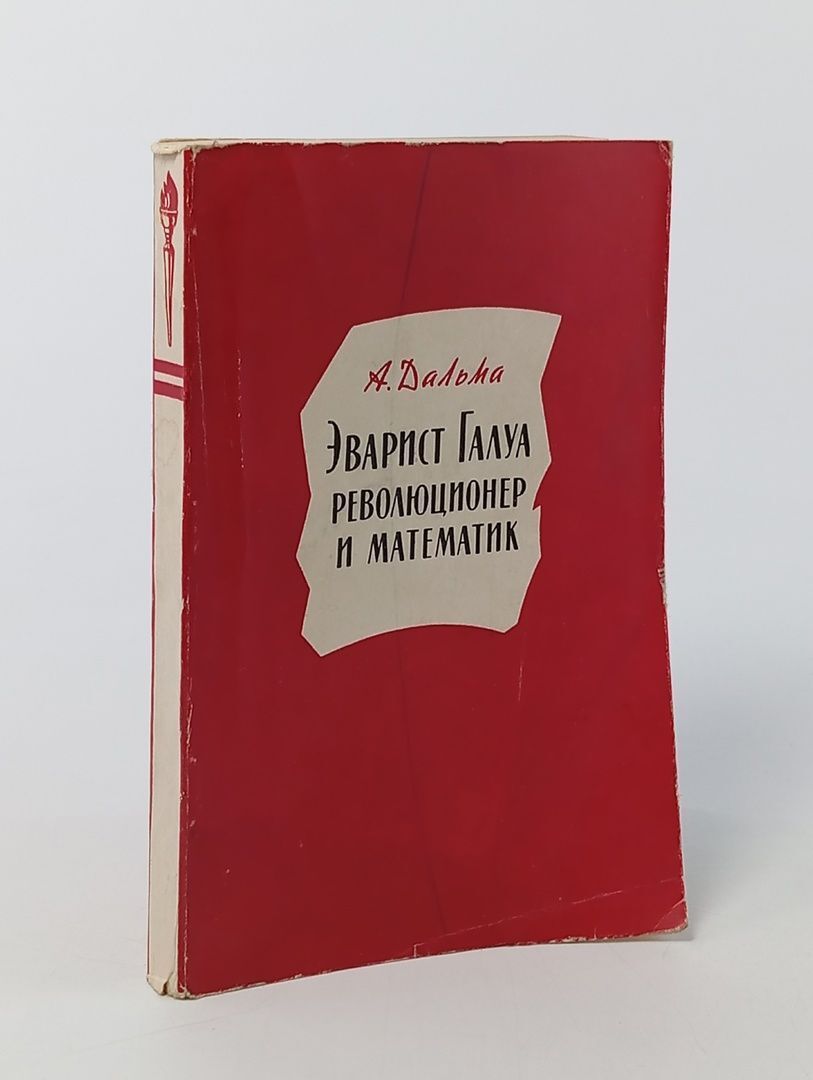 А. Дальма
Эварист Галуа
революционер
и математик